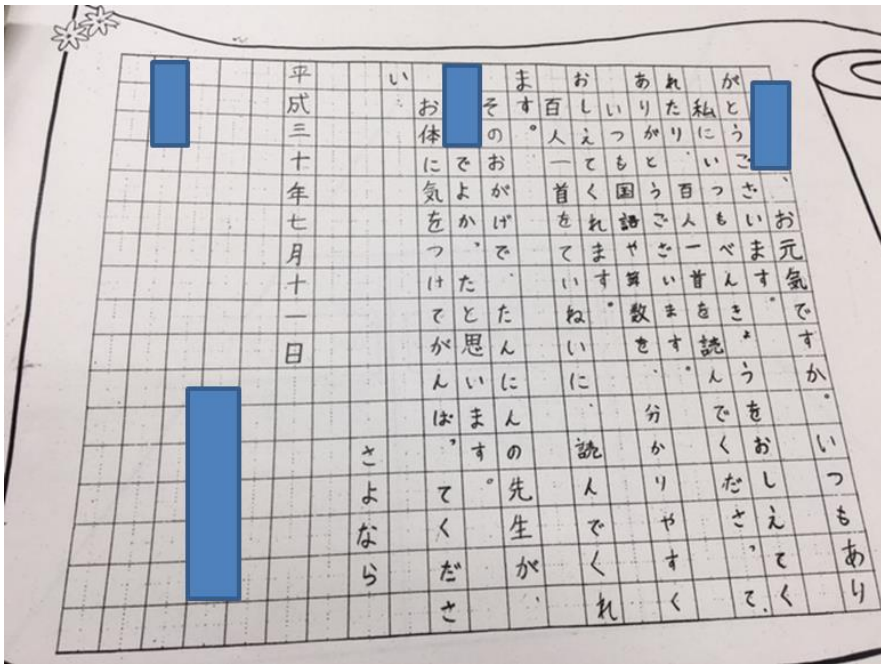 、お元気ですか。いつもあり
がとうございます。
私にいつもべんきょうをおしえてく
れたり、百人一首を読んでくださって、
ありがとうございます。
いつも国語や算数を、分かりやすく
おしえてくれます。
百人一首をていねいに、読んでくれ
ます。
そのおがげで、たんにんの先生が、
でよかったと思います。
お体に気をつけてがんばってくださ
い
さよなら
平成三十年七月十一日